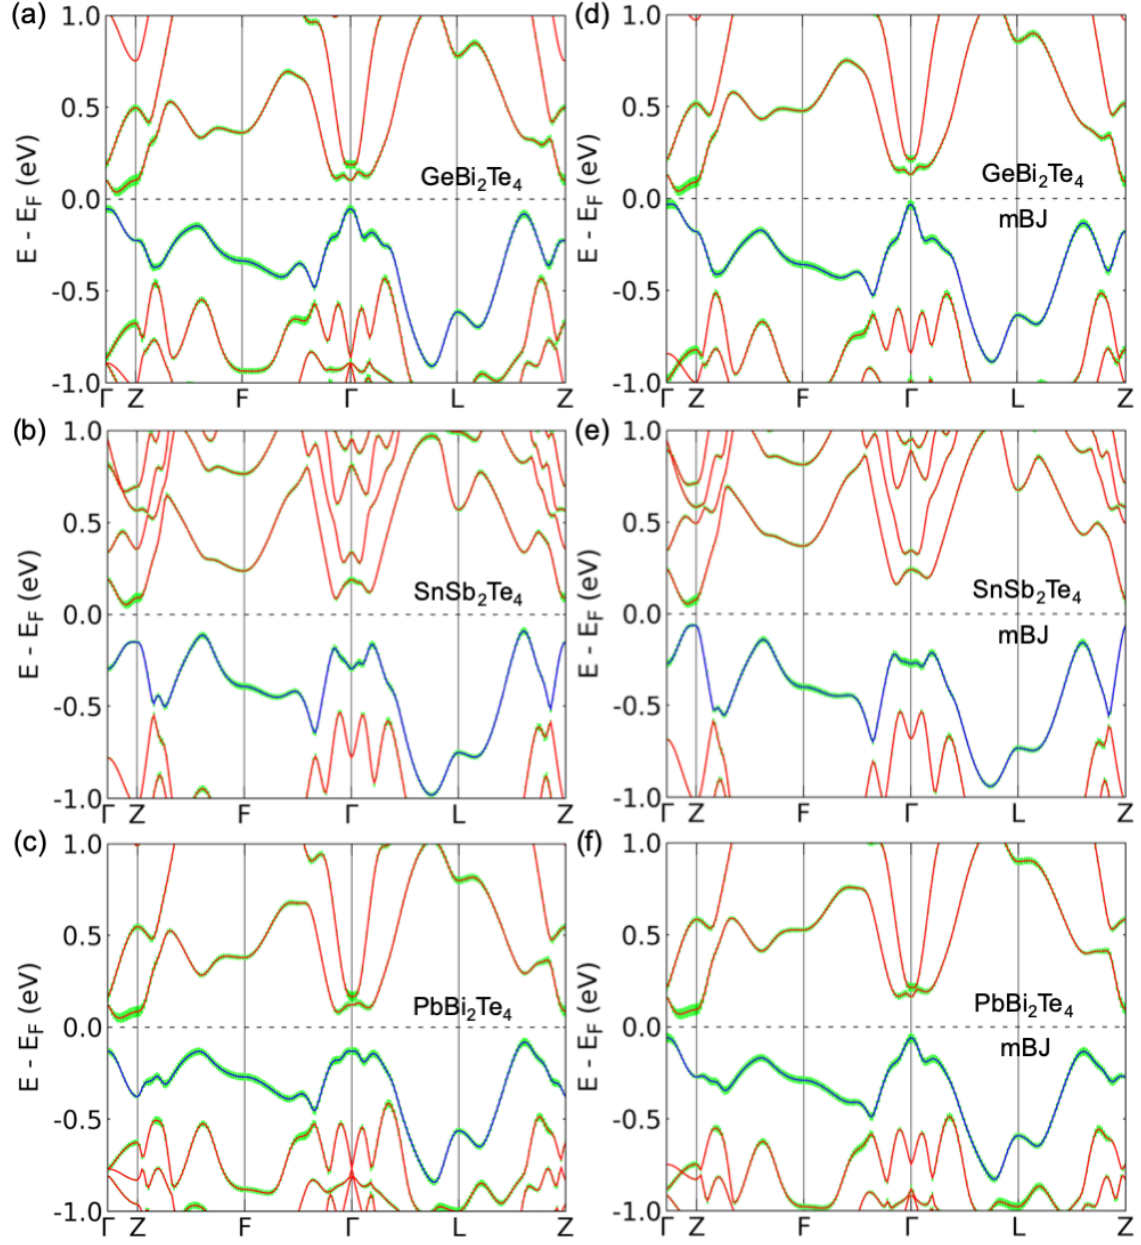 (a)
1.0
0.5
0.0
-0.5
-1.0
E - E_F (eV)
GeBi₂Te₄
Γ Z F Γ L Z
(d)
1.0
0.5
0.0
-0.5
-1.0
E - E_F (eV)
GeBi₂Te₄
mBJ
Γ Z F Γ L Z
(b)
1.0
0.5
0.0
-0.5
-1.0
E - E_F (eV)
SnSb₂Te₄
Γ Z F Γ L Z
(e)
1.0
0.5
0.0
-0.5
-1.0
E - E_F (eV)
SnSb₂Te₄
mBJ
Γ Z F Γ L Z
(c)
1.0
0.5
0.0
-0.5
-1.0
E - E_F (eV)
PbBi₂Te₄
Γ Z F Γ L Z
(f)
1.0
0.5
0.0
-0.5
-1.0
E - E_F (eV)
PbBi₂Te₄
mBJ
Γ Z F Γ L Z